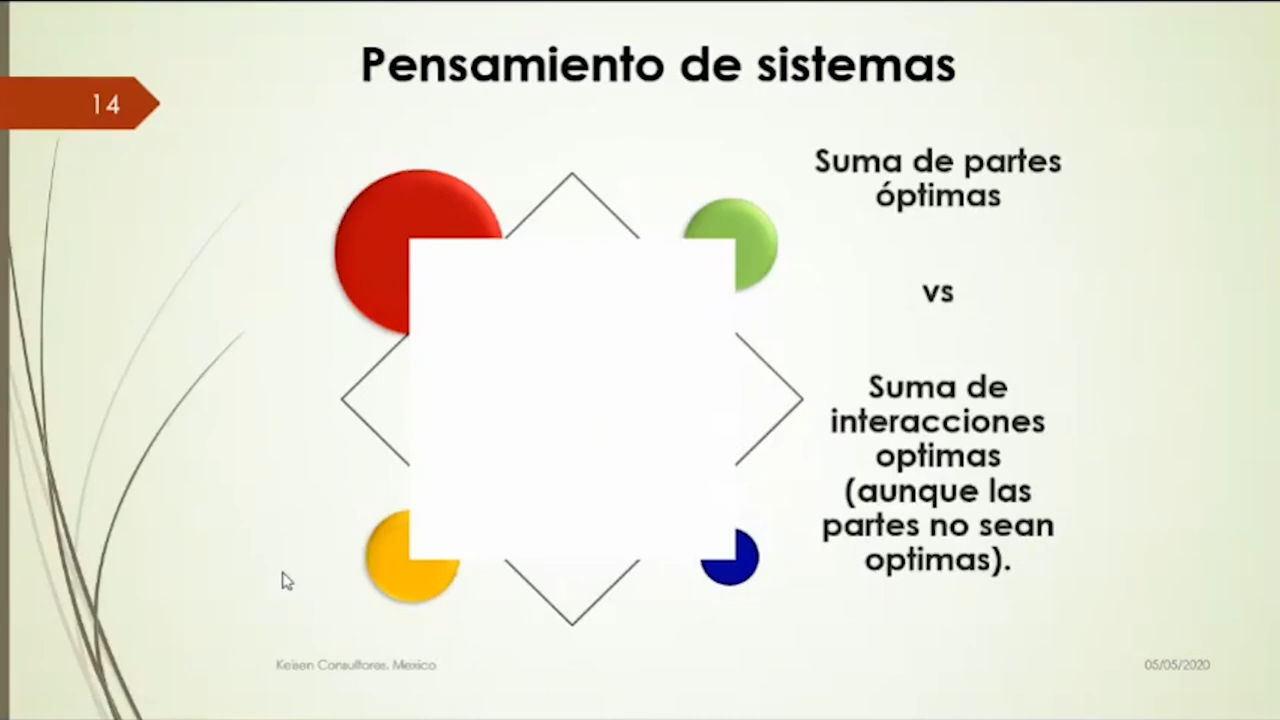 Pensamiento de sistemas
14
Suma de partes
óptimas
vs
Suma de
interacciones
optimas
(aunque las
partes no sean
optimas).
Keisen Consultores. Mexico
05/05/2020